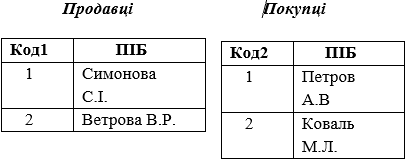 Продавці
Код1 ПІБ
1 Симонова
С.І.
2 Ветрова В.Р.
Покупці
Код2 ПІБ
1 Петров
А.В
2 Коваль
М.Л.